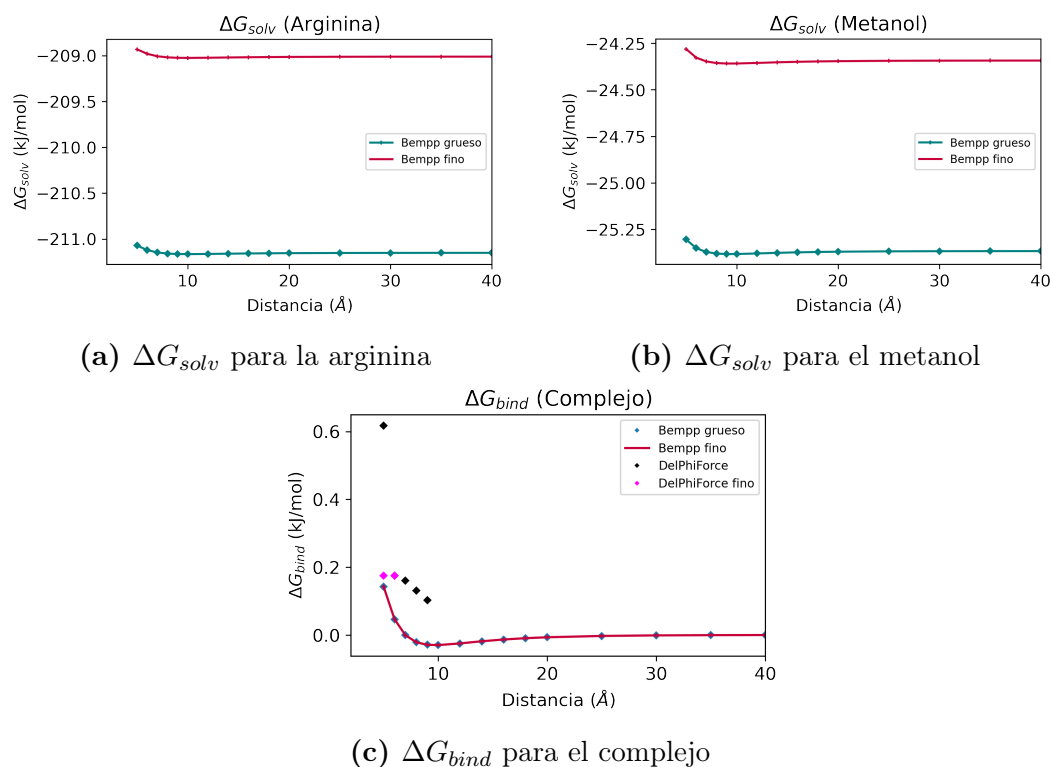 ΔG_solv (Arginina)
ΔG_solv (kJ/mol)
−209.0
−209.5
−210.0
−210.5
−211.0
Bempp grueso
Bempp fino
10 20 30 40
Distancia (Å)
(a) ΔG_solv para la arginina
ΔG_solv (Metanol)
ΔG_solv (kJ/mol)
−24.25
−24.50
−24.75
−25.00
−25.25
Bempp grueso
Bempp fino
10 20 30 40
Distancia (Å)
(b) ΔG_solv para el metanol
ΔG_bind (Complejo)
ΔG_bind (kJ/mol)
0.6
0.4
0.2
0.0
Bempp grueso
Bempp fino
DelPhiForce
DelPhiForce fino
10 20 30 40
Distancia (Å)
(c) ΔG_bind para el complejo